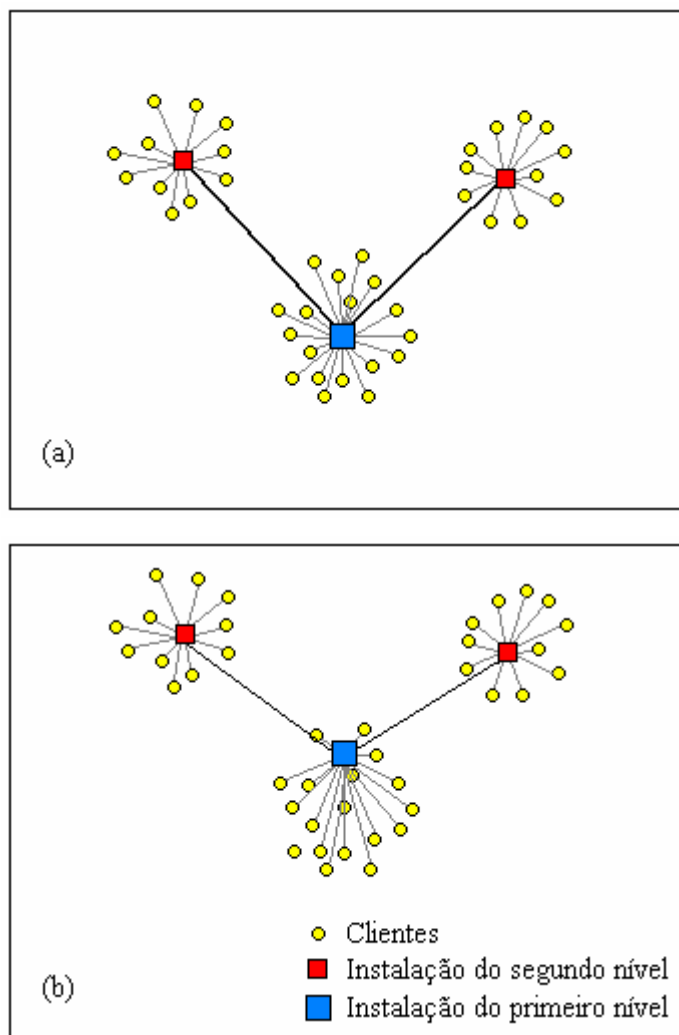 (a)
Clientes
Instalação do segundo nível
(b)
Instalação do primeiro nível